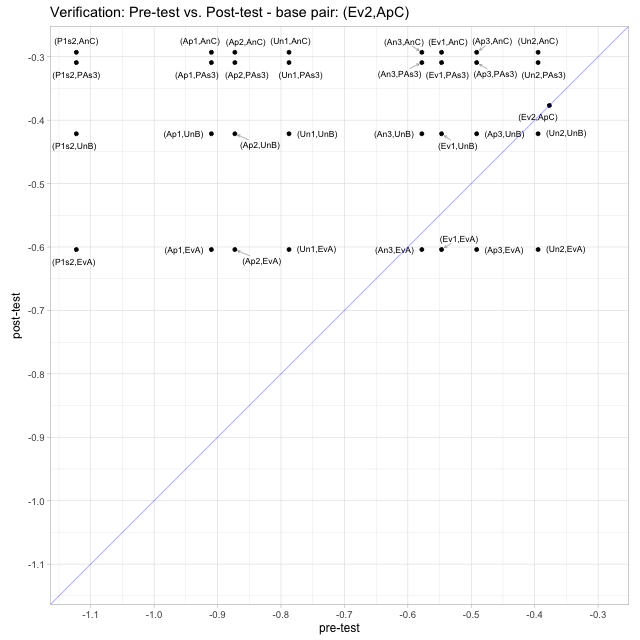 Verification: Pre-test vs. Post-test - base pair: (Ev2,ApC)
(P1s2,AnC) (Ap1,AnC) (Ap2,AnC) (Un1,AnC) (An3,AnC) (Ev1,AnC) (Ap3,AnC) (Un2,AnC)
-0.3
(P1s2,PAs3) (Ap1,PAs3) (Ap2,PAs3) (Un1,PAs3) (An3,PAs3) (Ev1,PAs3) (Ap3,PAs3) (Un2,PAs3)
(Ev2,ApC)
-0.4
(P1s2,UnB) (Ap1,UnB) (Ap2,UnB) (Un1,UnB) (An3,UnB) (Ev1,UnB) (Ap3,UnB) (Un2,UnB)
-0.5
-0.6
(P1s2,EvA) (Ap1,EvA) (Ap2,EvA) (Un1,EvA) (An3,EvA) (Ev1,EvA) (Ap3,EvA) (Un2,EvA)
-0.7
-0.8
-0.9
-1.0
-1.1
post-test
-1.1 -1.0 -0.9 -0.8 -0.7 -0.6 -0.5 -0.4 -0.3
pre-test